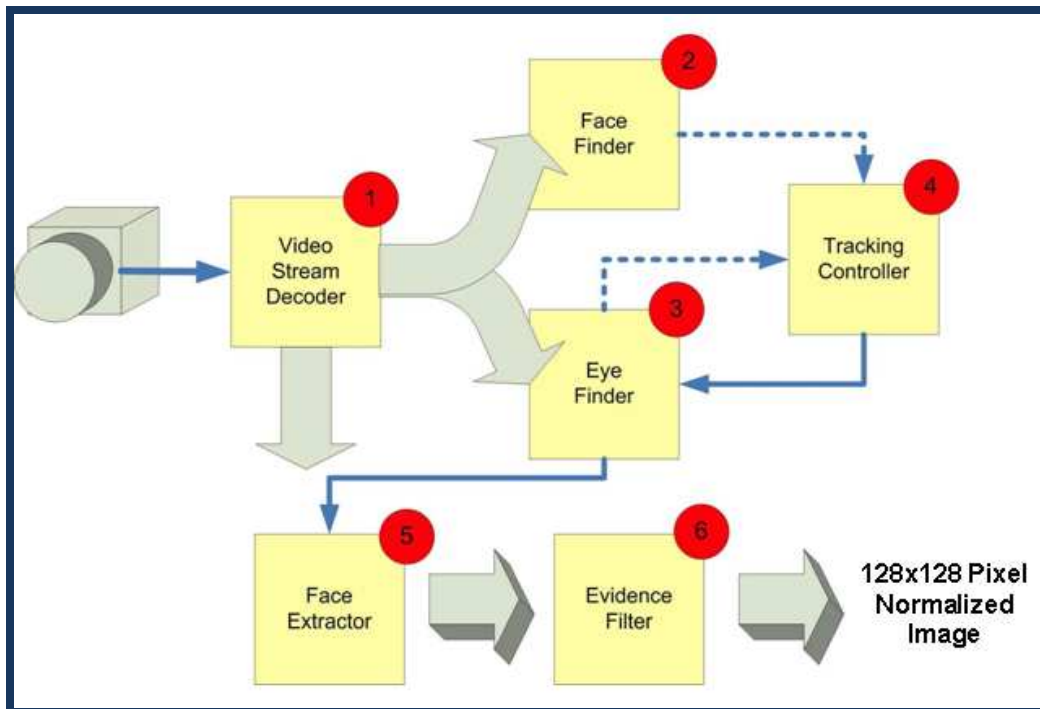 1
Video
Stream
Decoder
2
Face
Finder
3
Eye
Finder
4
Tracking
Controller
5
Face
Extractor
6
Evidence
Filter
128x128 Pixel
Normalized
Image